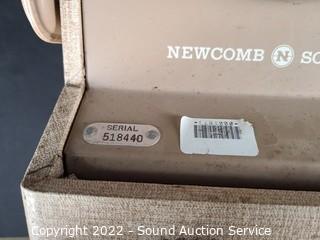 NEWCOMB N SO
SERIAL
518440
Copyright 2022 - Sound Auction Service